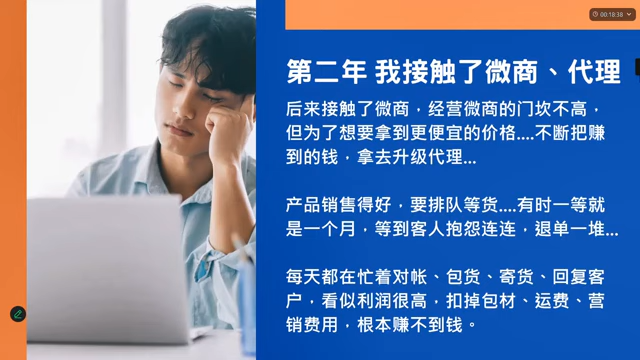 00:18:38
第二年 我接触了微商、代理
后来接触了微商，经营微商的门坎不高，
但为了想要拿到更便宜的价格....不断把赚
到的钱，拿去升级代理...
产品销售得好，要排队等货....有时一等就
是一个月，等到客人抱怨连连，退单一堆...
每天都在忙着对帐、包货、寄货、回复客
户，看似利润很高，扣掉包材、运费、营
销费用，根本赚不到钱。